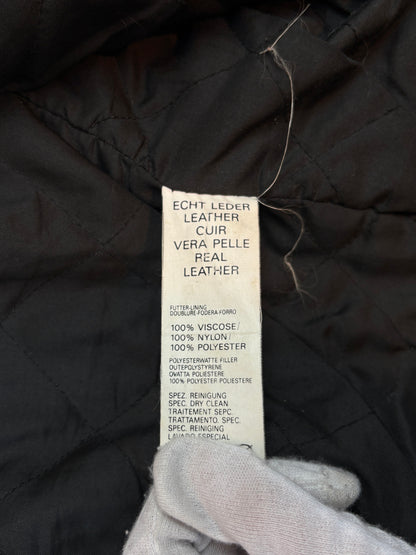 ECHT LEDER
LEATHER
CUIR
VERA PELLE
REAL
LEATHER
FUTTER-LINING
DOUBLURE-FODERA-FORRO
100% VISCOSE/
100% NYLON/
100% POLYESTER
POLYESTERWATTE FILLER
OUTEPOLYSTYRENE
OVATTA POLIESTERE
100% POLYESTER POLIESTERE
SPEZ. REINIGUNG
SPEC. DRY CLEAN
TRAITEMENT SEPC.
TRATTAMENTO. SPEC.
SPEC. REINIGING
LAVADO ESPECIAL